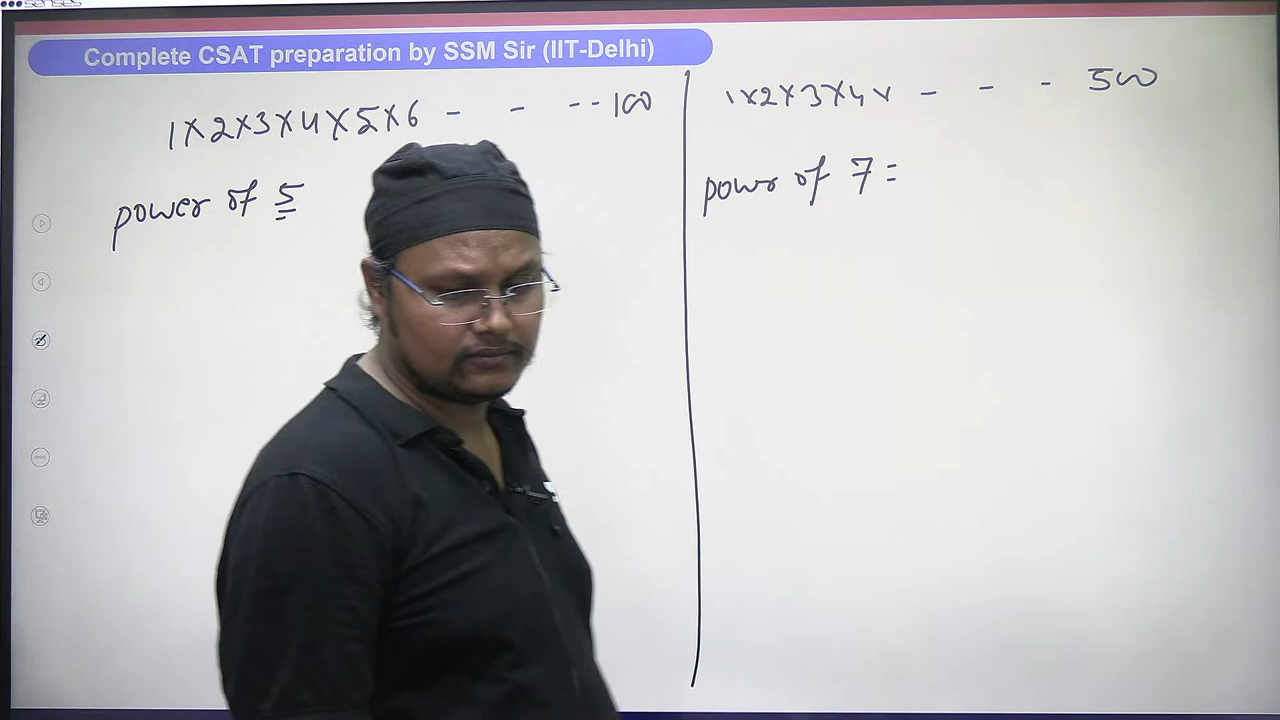 senses
Complete CSAT preparation by SSM Sir (IIT-Delhi)
1×2×3×4×5×6 - - -- 100
power of 5
1×2×3×4× - - - 500
power of 7 =